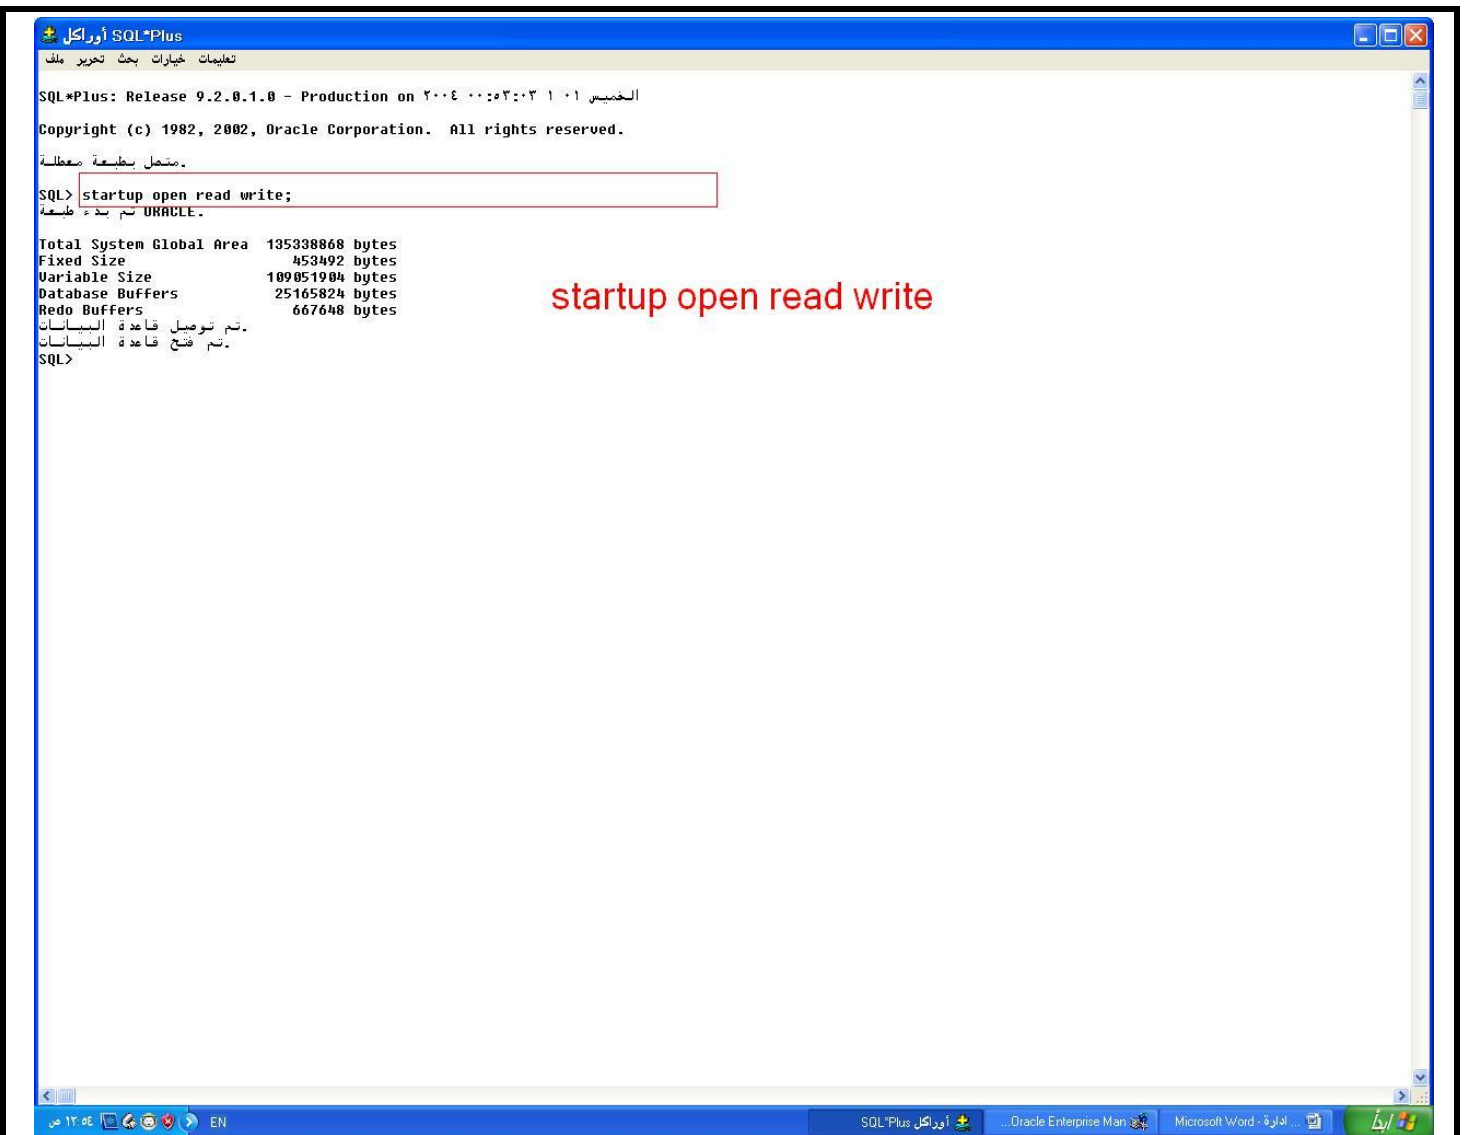 أوراكل SQL*Plus
ملف تحرير بحث خيارات تعليمات
SQL*Plus: Release 9.2.0.1.0 - Production on الخميس ٠١ ١ ٠٠:٥٣:٠٣ ٢٠٠٤
Copyright (c) 1982, 2002, Oracle Corporation.  All rights reserved.
متصل بطبعة معطلة.
SQL> startup open read write;
تم بدء طبعة ORACLE.
Total System Global Area  135338868 bytes
Fixed Size                   453492 bytes
Variable Size             109051904 bytes
Database Buffers           25165824 bytes
Redo Buffers                 667648 bytes
تم توصيل قاعدة البيانات.
تم فتح قاعدة البيانات.
SQL>
startup open read write
ابدأ
Microsoft Word - ادارة ...
Oracle Enterprise Man...
أوراكل SQL*Plus
EN
١٢:٥٤ ص